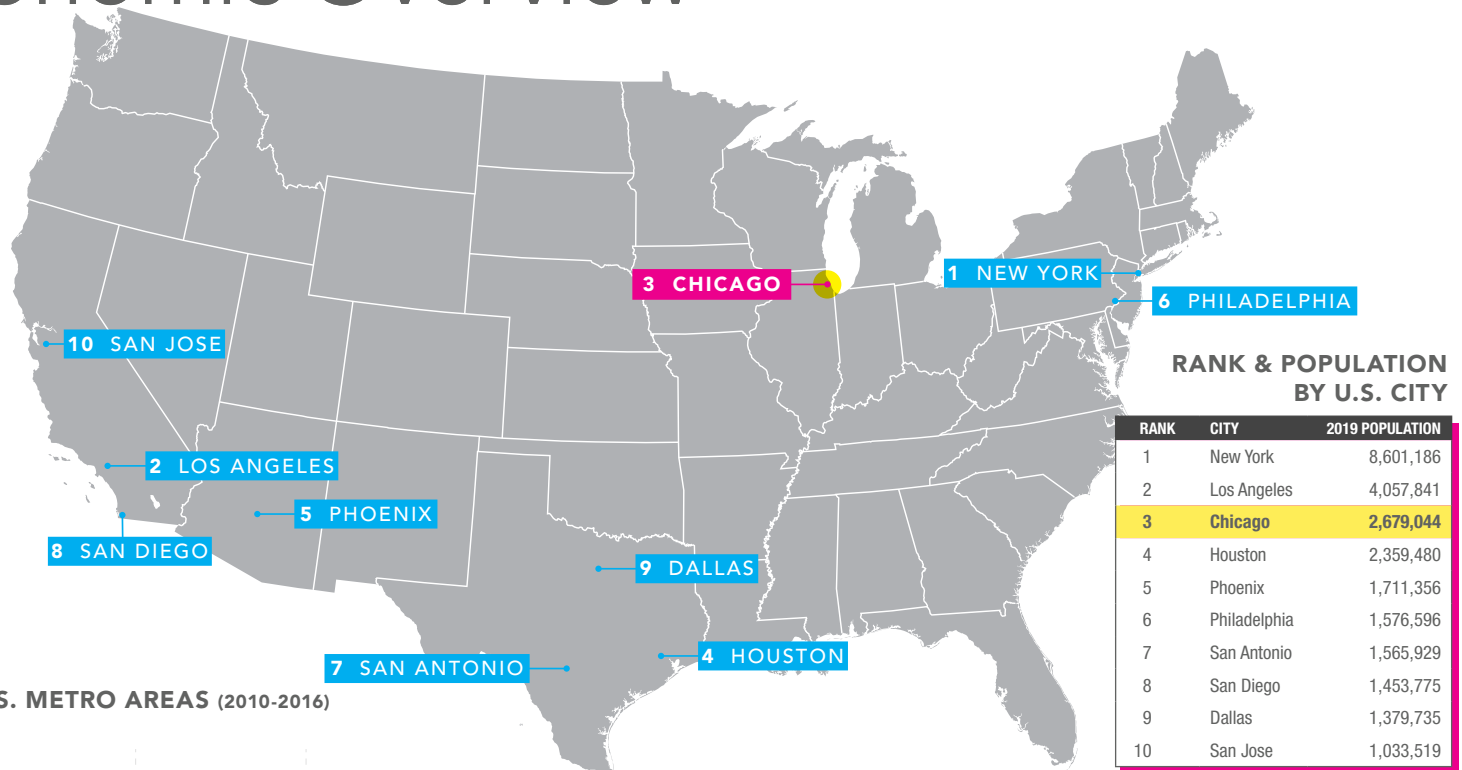 1 NEW YORK
3 CHICAGO
6 PHILADELPHIA
10 SAN JOSE
2 LOS ANGELES
5 PHOENIX
8 SAN DIEGO
9 DALLAS
4 HOUSTON
7 SAN ANTONIO
S. METRO AREAS (2010-2016)
RANK & POPULATION
BY U.S. CITY
RANK CITY 2019 POPULATION
1 New York 8,601,186
2 Los Angeles 4,057,841
3 Chicago 2,679,044
4 Houston 2,359,480
5 Phoenix 1,711,356
6 Philadelphia 1,576,596
7 San Antonio 1,565,929
8 San Diego 1,453,775
9 Dallas 1,379,735
10 San Jose 1,033,519